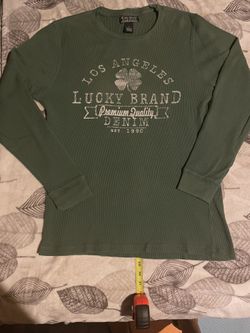 LOS ANGELES
LUCKY BRAND
Premium Quality
DENIM
EST. 1990